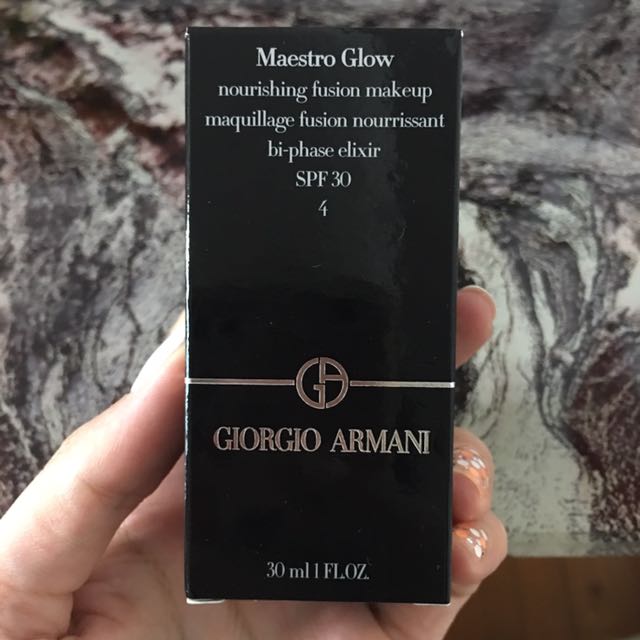 Maestro Glow
nourishing fusion makeup
maquillage fusion nourrissant
bi-phase elixir
SPF 30
4
GA
GIORGIO ARMANI
30 ml 1 FL.OZ.